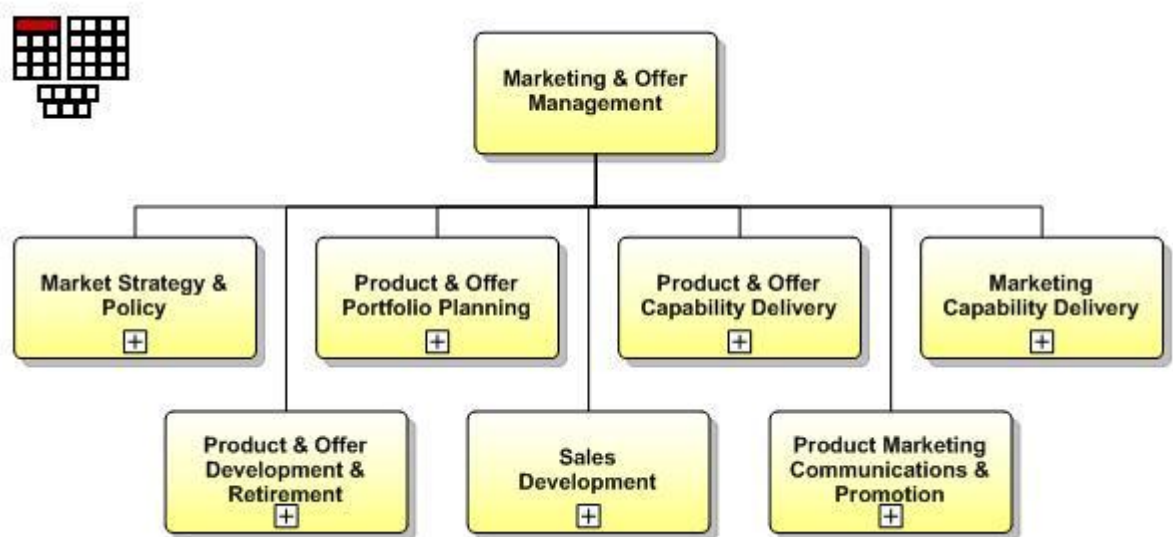 Marketing & Offer
Management
Market Strategy &
Policy
Product & Offer
Portfolio Planning
Product & Offer
Capability Delivery
Marketing
Capability Delivery
Product & Offer
Development &
Retirement
Sales
Development
Product Marketing
Communications &
Promotion